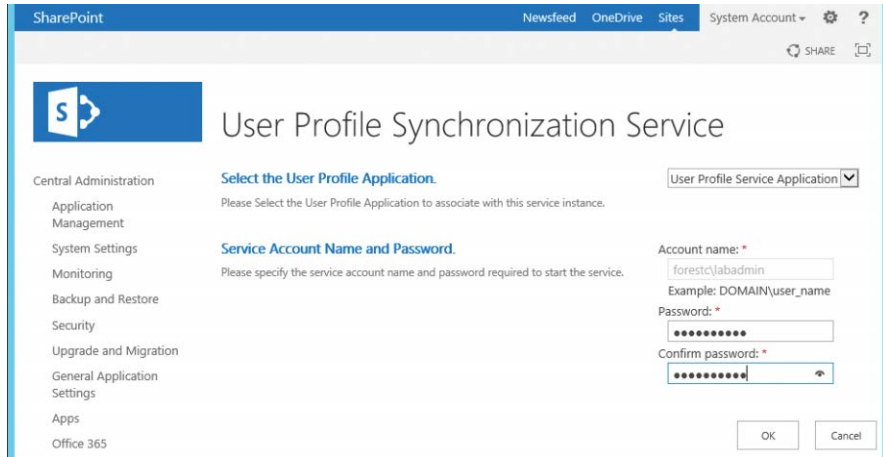 SharePoint
Newsfeed OneDrive Sites System Account ?
SHARE
S
User Profile Synchronization Service
Central Administration
Application
Management
System Settings
Monitoring
Backup and Restore
Security
Upgrade and Migration
General Application
Settings
Apps
Office 365
Select the User Profile Application.
Please Select the User Profile Application to associate with this service instance.
User Profile Service Application
Service Account Name and Password.
Please specify the service account name and password required to start the service.
Account name: *
forestc\labadmin
Example: DOMAIN\user_name
Password: *
●●●●●●●●●●
Confirm password: *
●●●●●●●●●●
OK Cancel